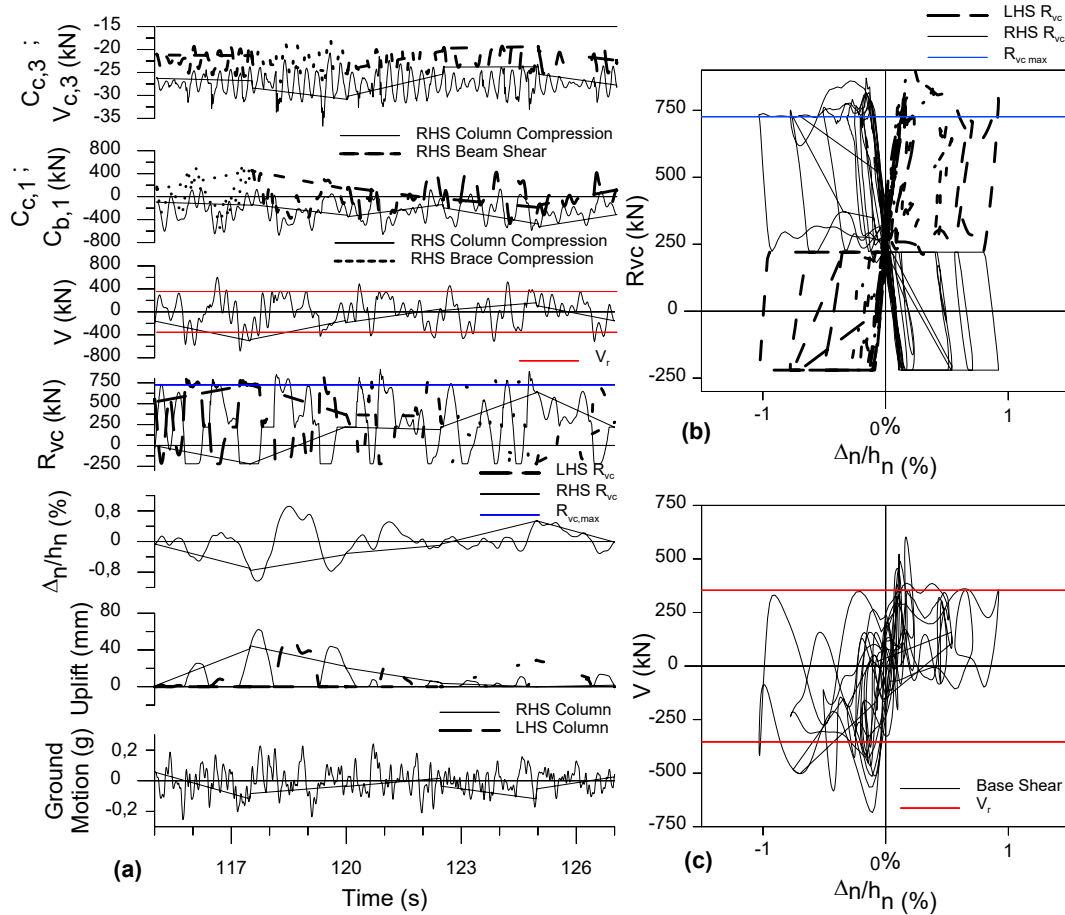 C_c,3 ;
V_c,3 (kN)
-15
-20
-25
-30
-35
RHS Column Compression
RHS Beam Shear
C_c,1 ;
C_b,1 (kN)
800
400
0
-400
-800
RHS Column Compression
RHS Brace Compression
V (kN)
800
400
0
-400
-800
V_r
R_vc (kN)
750
500
250
0
-250
LHS R_vc
RHS R_vc
R_vc,max
Δ_n/h_n (%)
0,8
0
-0,8
Uplift (mm)
80
40
0
RHS Column
LHS Column
Ground
Motion (g)
0,2
0
-0,2
(a)
117
120
123
126
Time (s)
LHS R_vc
RHS R_vc
R_vc max
Rvc (kN)
750
500
250
0
-250
(b)
-1
0%
1
Δ_n/h_n (%)
V (kN)
750
500
250
0
-250
-500
-750
Base Shear
V_r
(c)
-1
0%
1
Δ_n/h_n (%)